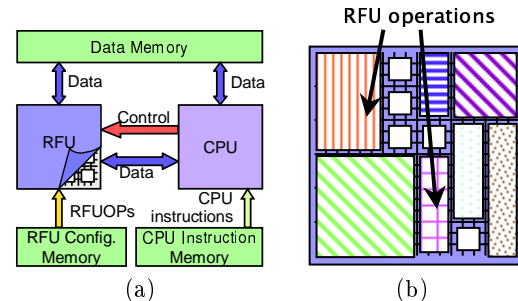 RFU operations
Data Memory
Data
Data
Control
RFU
CPU
Data
RFUOPs
CPU
instructions
RFU Config.
Memory
CPU Instruction
Memory
(a)
(b)